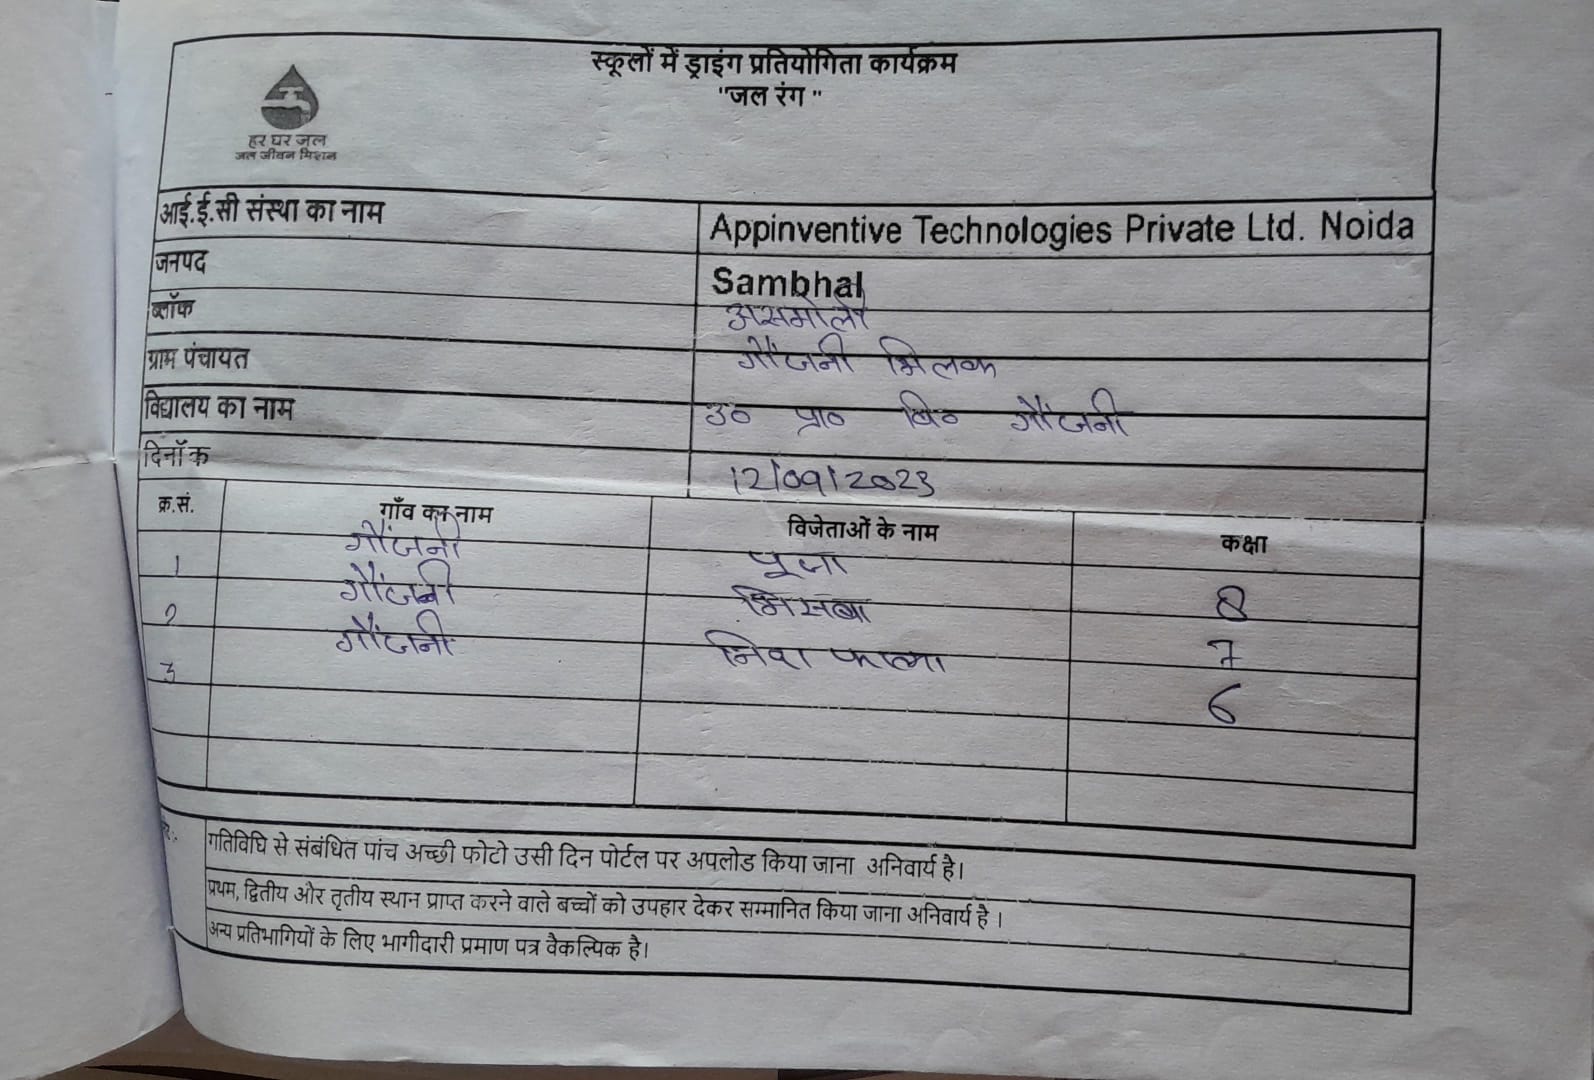 स्कूलों में ड्राइंग प्रतियोगिता कार्यक्रम
"जल रंग "
हर घर जल
जल जीवन मिशन
आई.ई.सी संस्था का नाम Appinventive Technologies Private Ltd. Noida
जनपद Sambhal
ब्लॉक असमोली
ग्राम पंचायत गौंजनी मिलक
विद्यालय का नाम उ० प्रा० वि० गौंजनी
दिनॉक 12/09/2023
क्र.सं. गाँव का नाम विजेताओं के नाम कक्षा
1 गौंजनी पूजा 8
2 गौंजनी मिसबा 7
3 गौंजनी 6
गतिविधि से संबंधित पांच अच्छी फोटो उसी दिन पोर्टल पर अपलोड किया जाना अनिवार्य है।
प्रथम, द्वितीय और तृतीय स्थान प्राप्त करने वाले बच्चों को उपहार देकर सम्मानित किया जाना अनिवार्य है ।
अन्य प्रतिभागियों के लिए भागीदारी प्रमाण पत्र वैकल्पिक है।